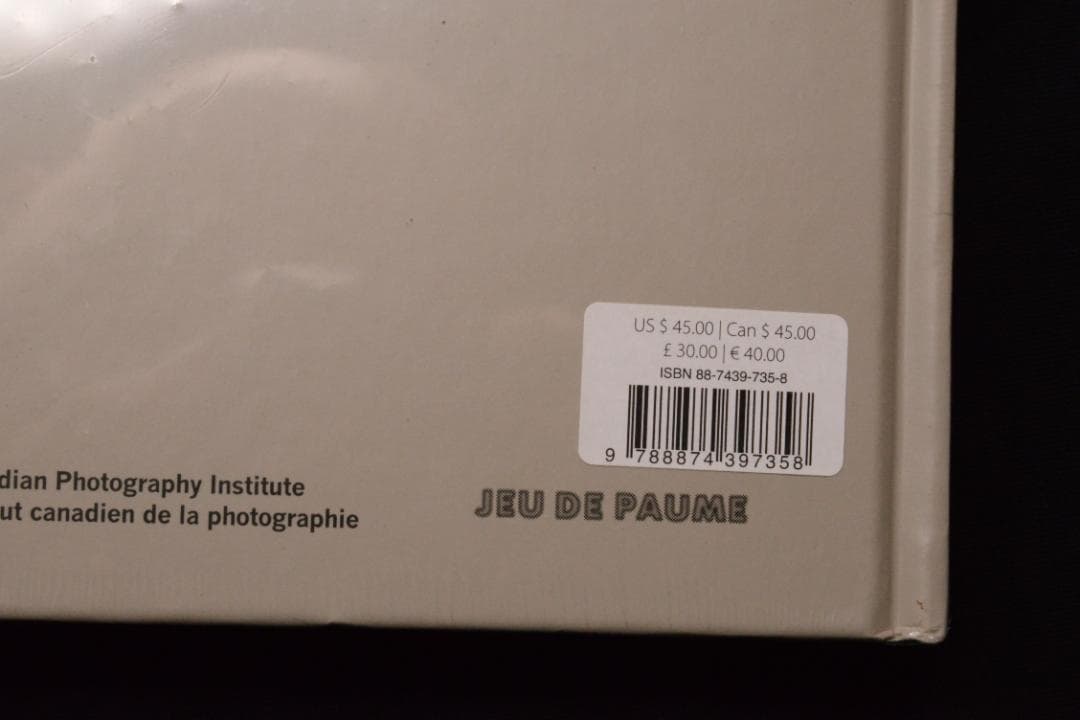 US $ 45.00 | Can $ 45.00
£ 30.00 | € 40.00
ISBN 88-7439-735-8
9 788874 397358
dian Photography Institute
ut canadien de la photographie
JEU DE PAUME